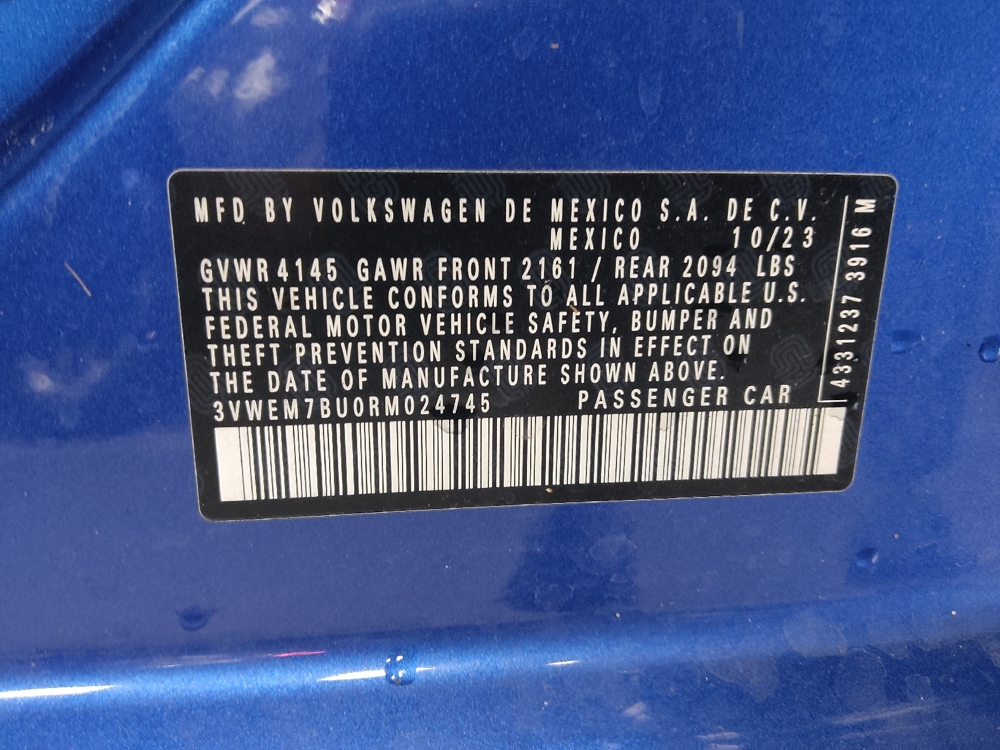 MFD BY VOLKSWAGEN DE MEXICO S.A. DE C.V.
MEXICO 10/23
GVWR 4145 GAWR FRONT 2161 / REAR 2094 LBS
THIS VEHICLE CONFORMS TO ALL APPLICABLE U.S.
FEDERAL MOTOR VEHICLE SAFETY, BUMPER AND
THEFT PREVENTION STANDARDS IN EFFECT ON
THE DATE OF MANUFACTURE SHOWN ABOVE.
3VWEM7BU0RM024745 PASSENGER CAR
4331237 3916 M